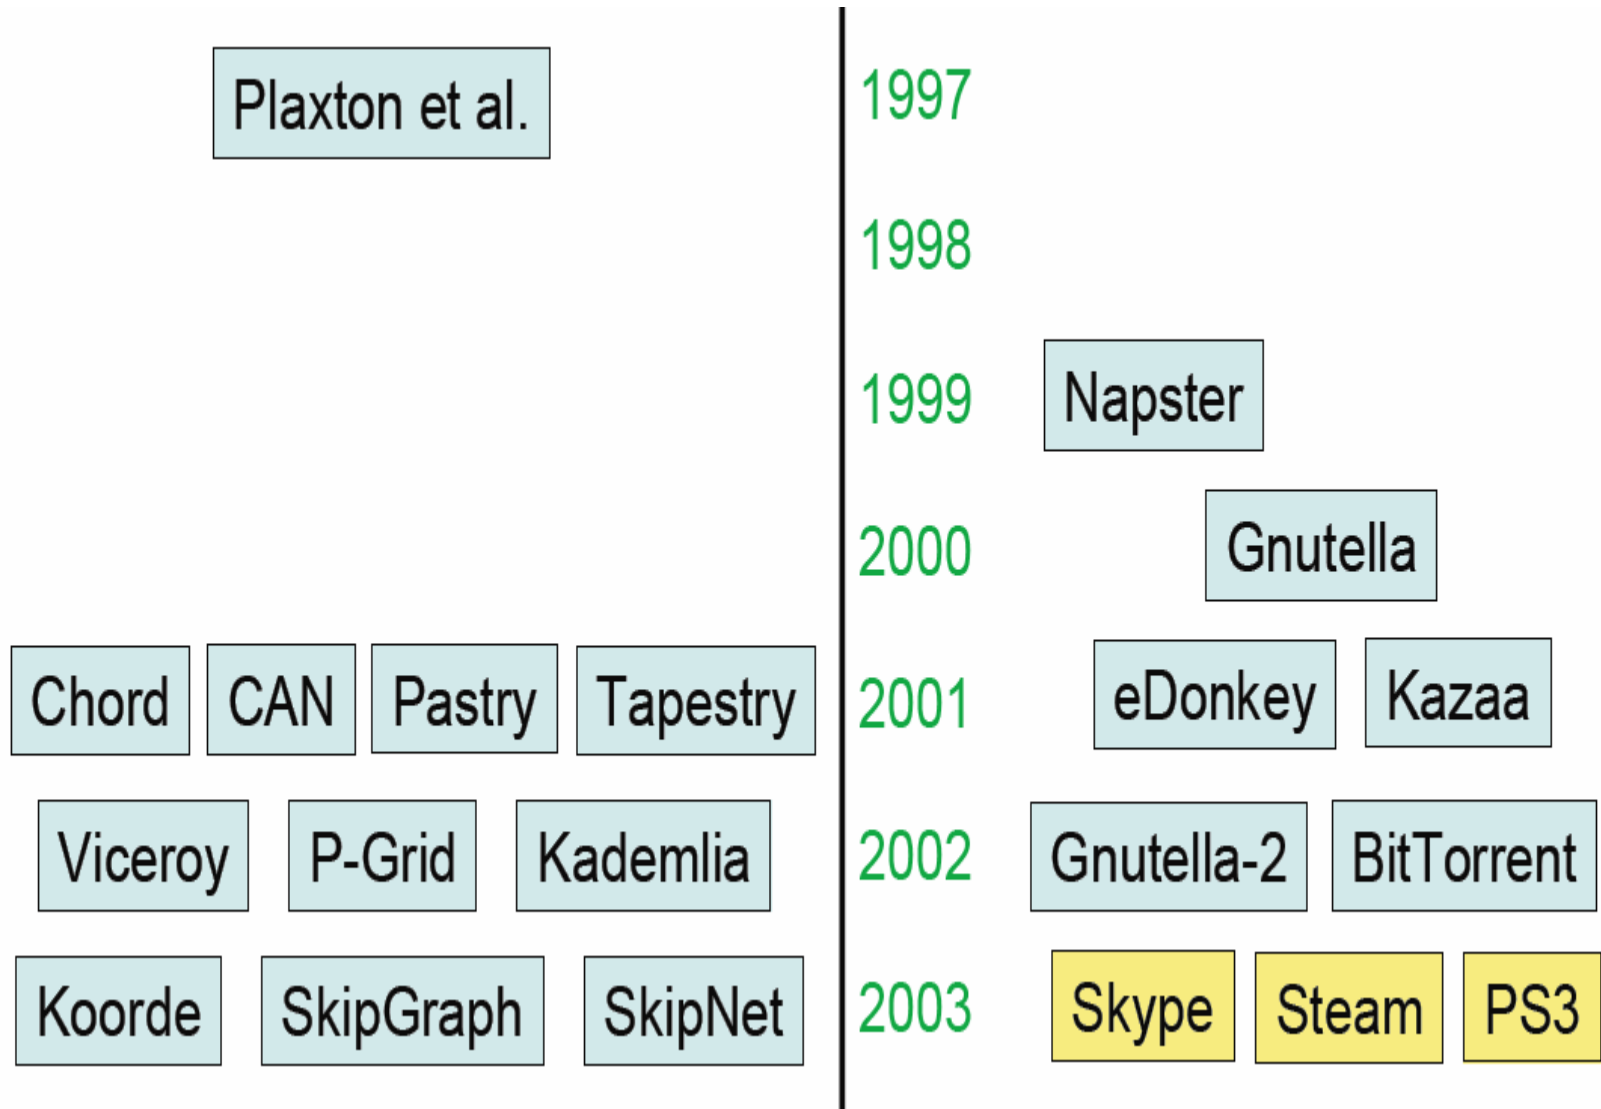 Plaxton et al.
1997
1998
1999
Napster
2000
Gnutella
Chord CAN Pastry Tapestry
2001
eDonkey Kazaa
Viceroy P-Grid Kademlia
2002
Gnutella-2 BitTorrent
Koorde SkipGraph SkipNet
2003
Skype Steam PS3